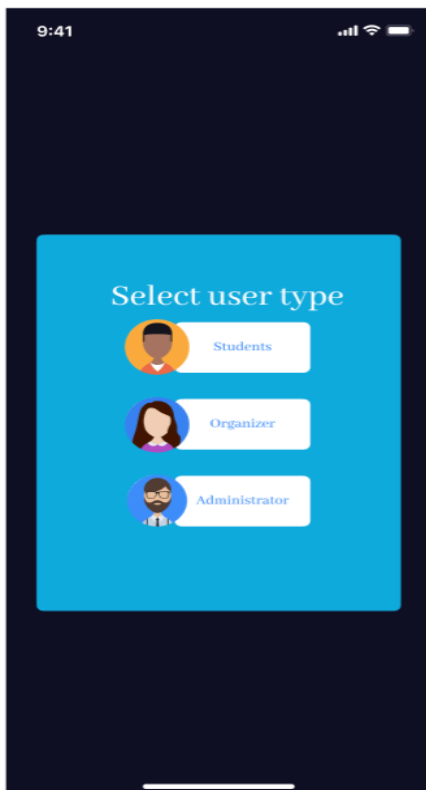 9:41
Select user type
Students
Organizer
Administrator